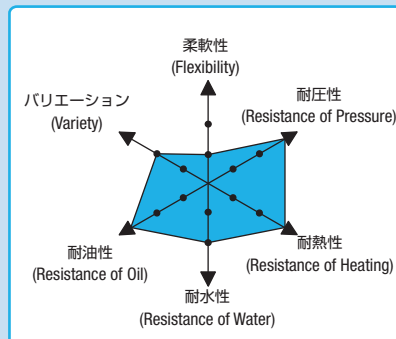 柔軟性
(Flexibility)
バリエーション
(Variety)
耐圧性
(Resistance of Pressure)
耐油性
(Resistance of Oil)
耐熱性
(Resistance of Heating)
耐水性
(Resistance of Water)